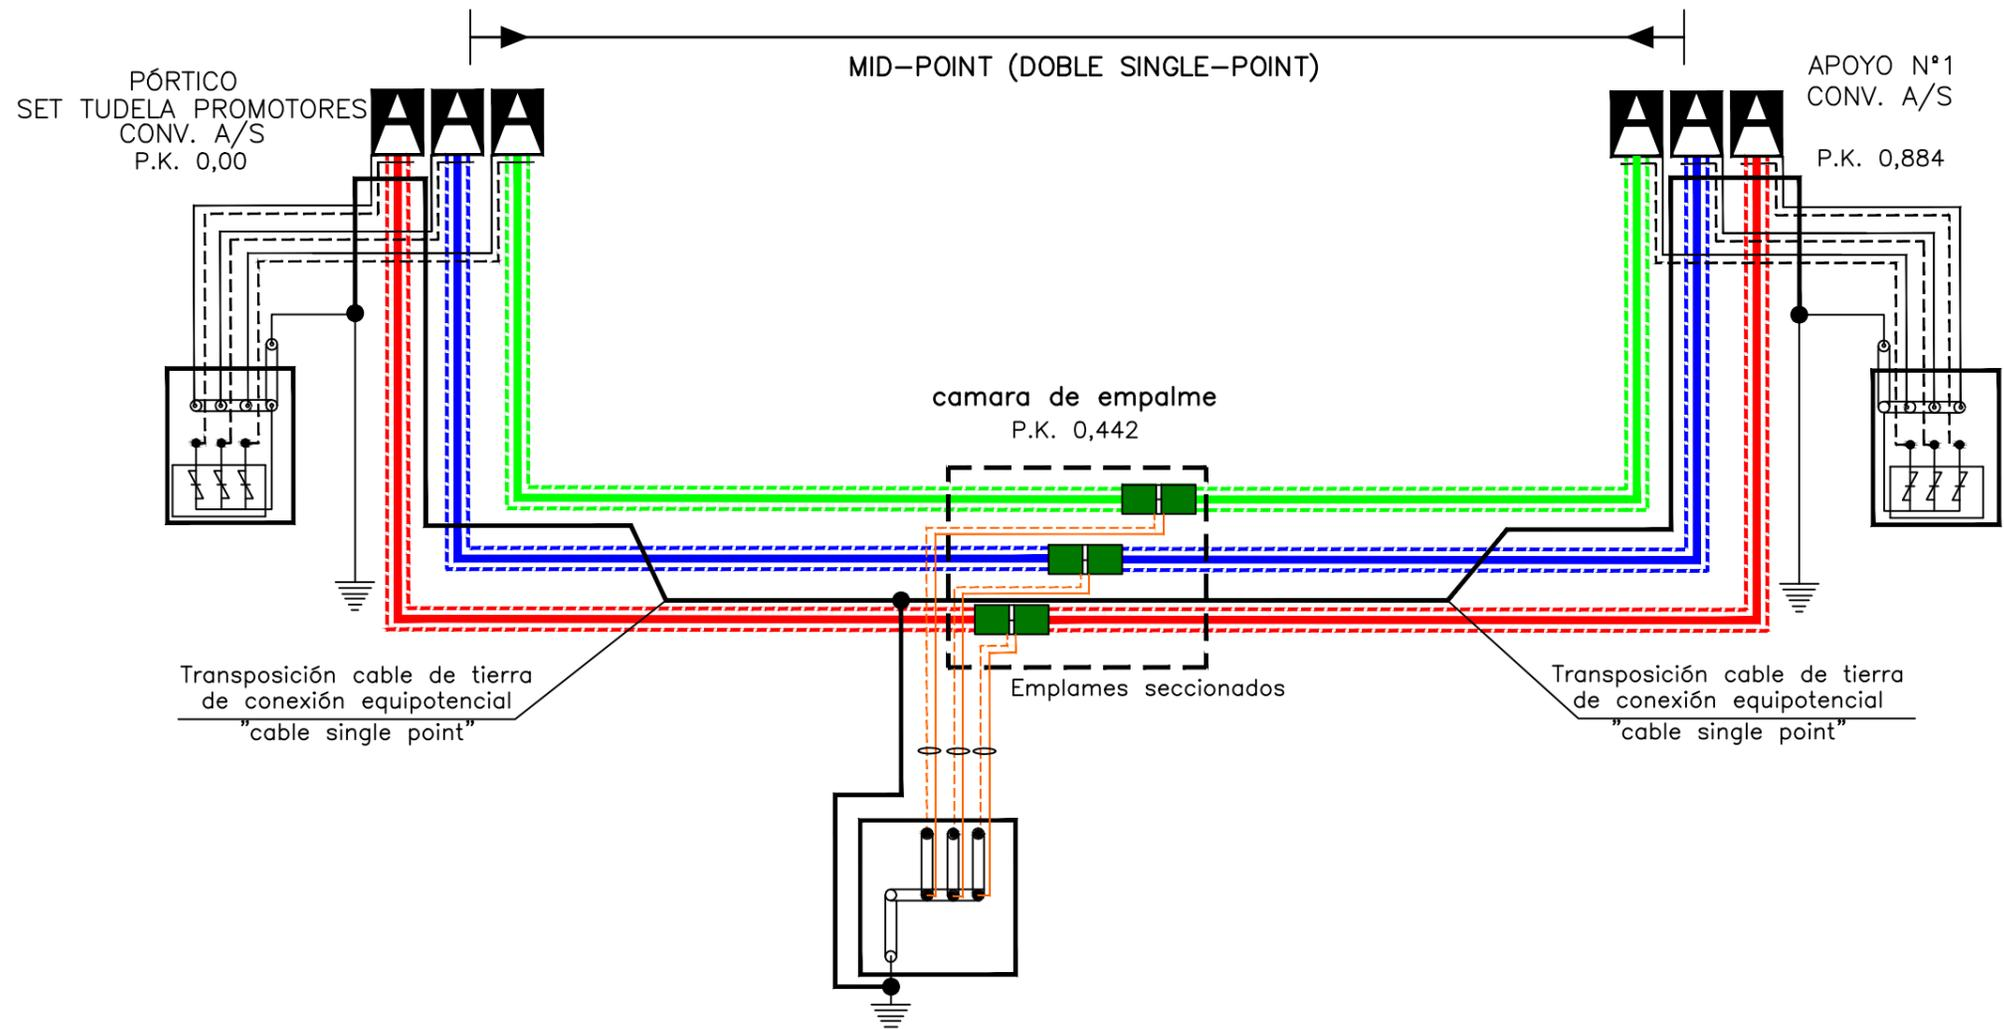 MID-POINT (DOBLE SINGLE-POINT)
PÓRTICO
SET TUDELA PROMOTORES
CONV. A/S
P.K. 0,00
A A A
A A A
APOYO Nº1
CONV. A/S
P.K. 0,884
camara de empalme
P.K. 0,442
Emplames seccionados
Transposición cable de tierra
de conexión equipotencial
"cable single point"
Transposición cable de tierra
de conexión equipotencial
"cable single point"